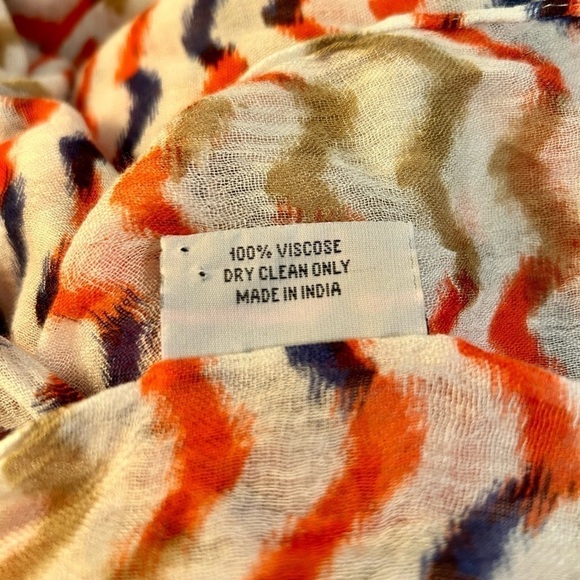 100% VISCOSE
DRY CLEAN ONLY
MADE IN INDIA